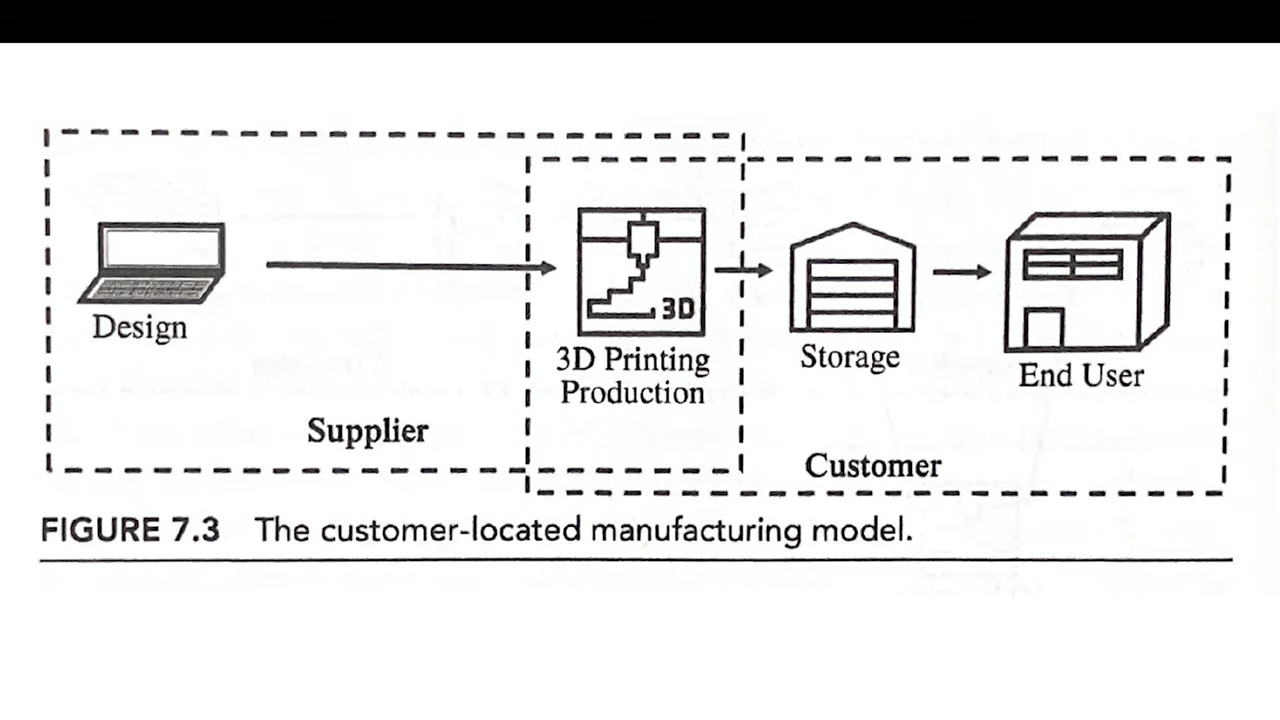 Design
3D
3D Printing
Production
Storage
End User
Supplier
Customer
FIGURE 7.3 The customer-located manufacturing model.